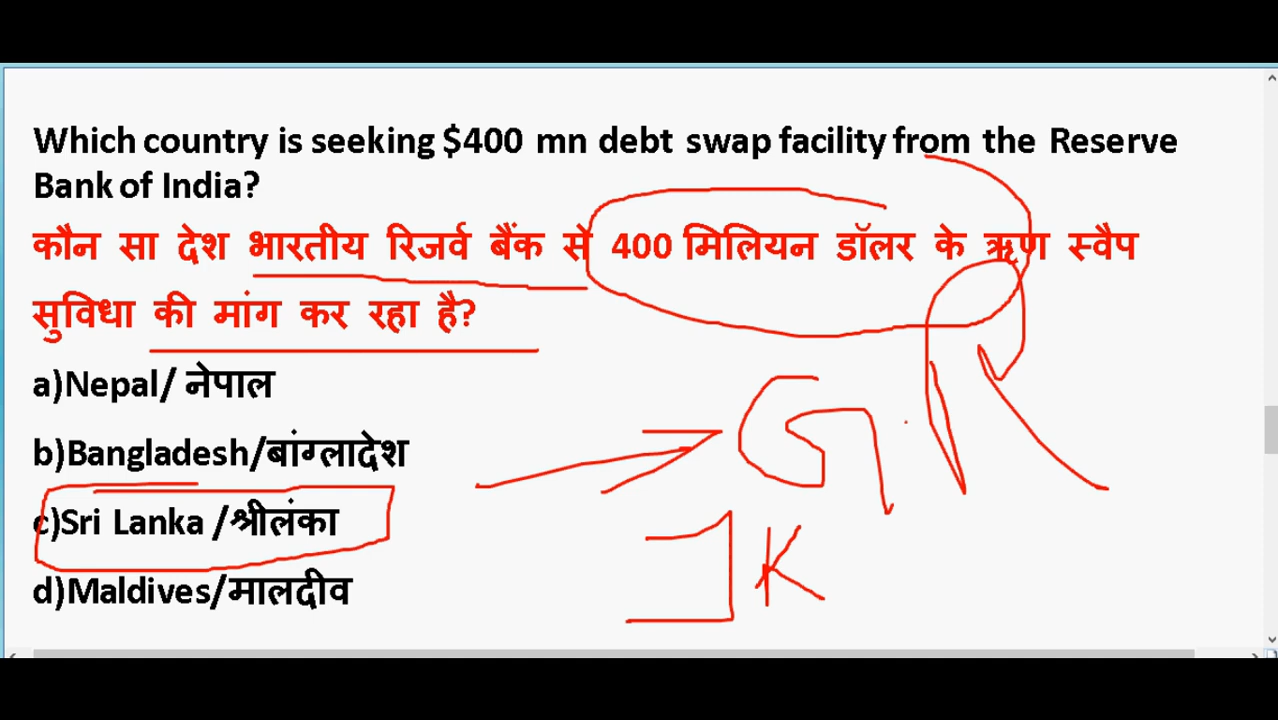 Which country is seeking $400 mn debt swap facility from the Reserve
Bank of India?
कौन सा देश भारतीय रिजर्व बैंक से 400 मिलियन डॉलर के ऋण स्वैप
सुविधा की मांग कर रहा है?
a)Nepal/ नेपाल
b)Bangladesh/बांग्लादेश
c)Sri Lanka /श्रीलंका
d)Maldives/मालदीव